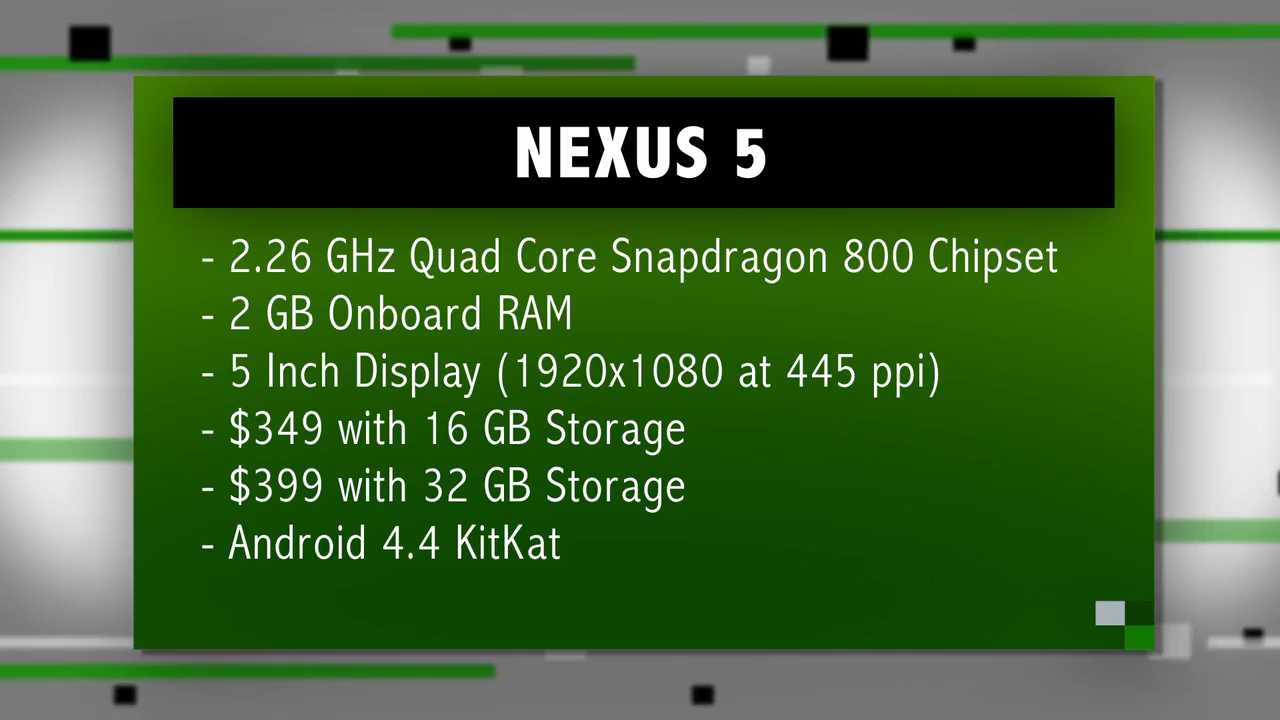 NEXUS 5
- 2.26 GHz Quad Core Snapdragon 800 Chipset
- 2 GB Onboard RAM
- 5 Inch Display (1920x1080 at 445 ppi)
- $349 with 16 GB Storage
- $399 with 32 GB Storage
- Android 4.4 KitKat